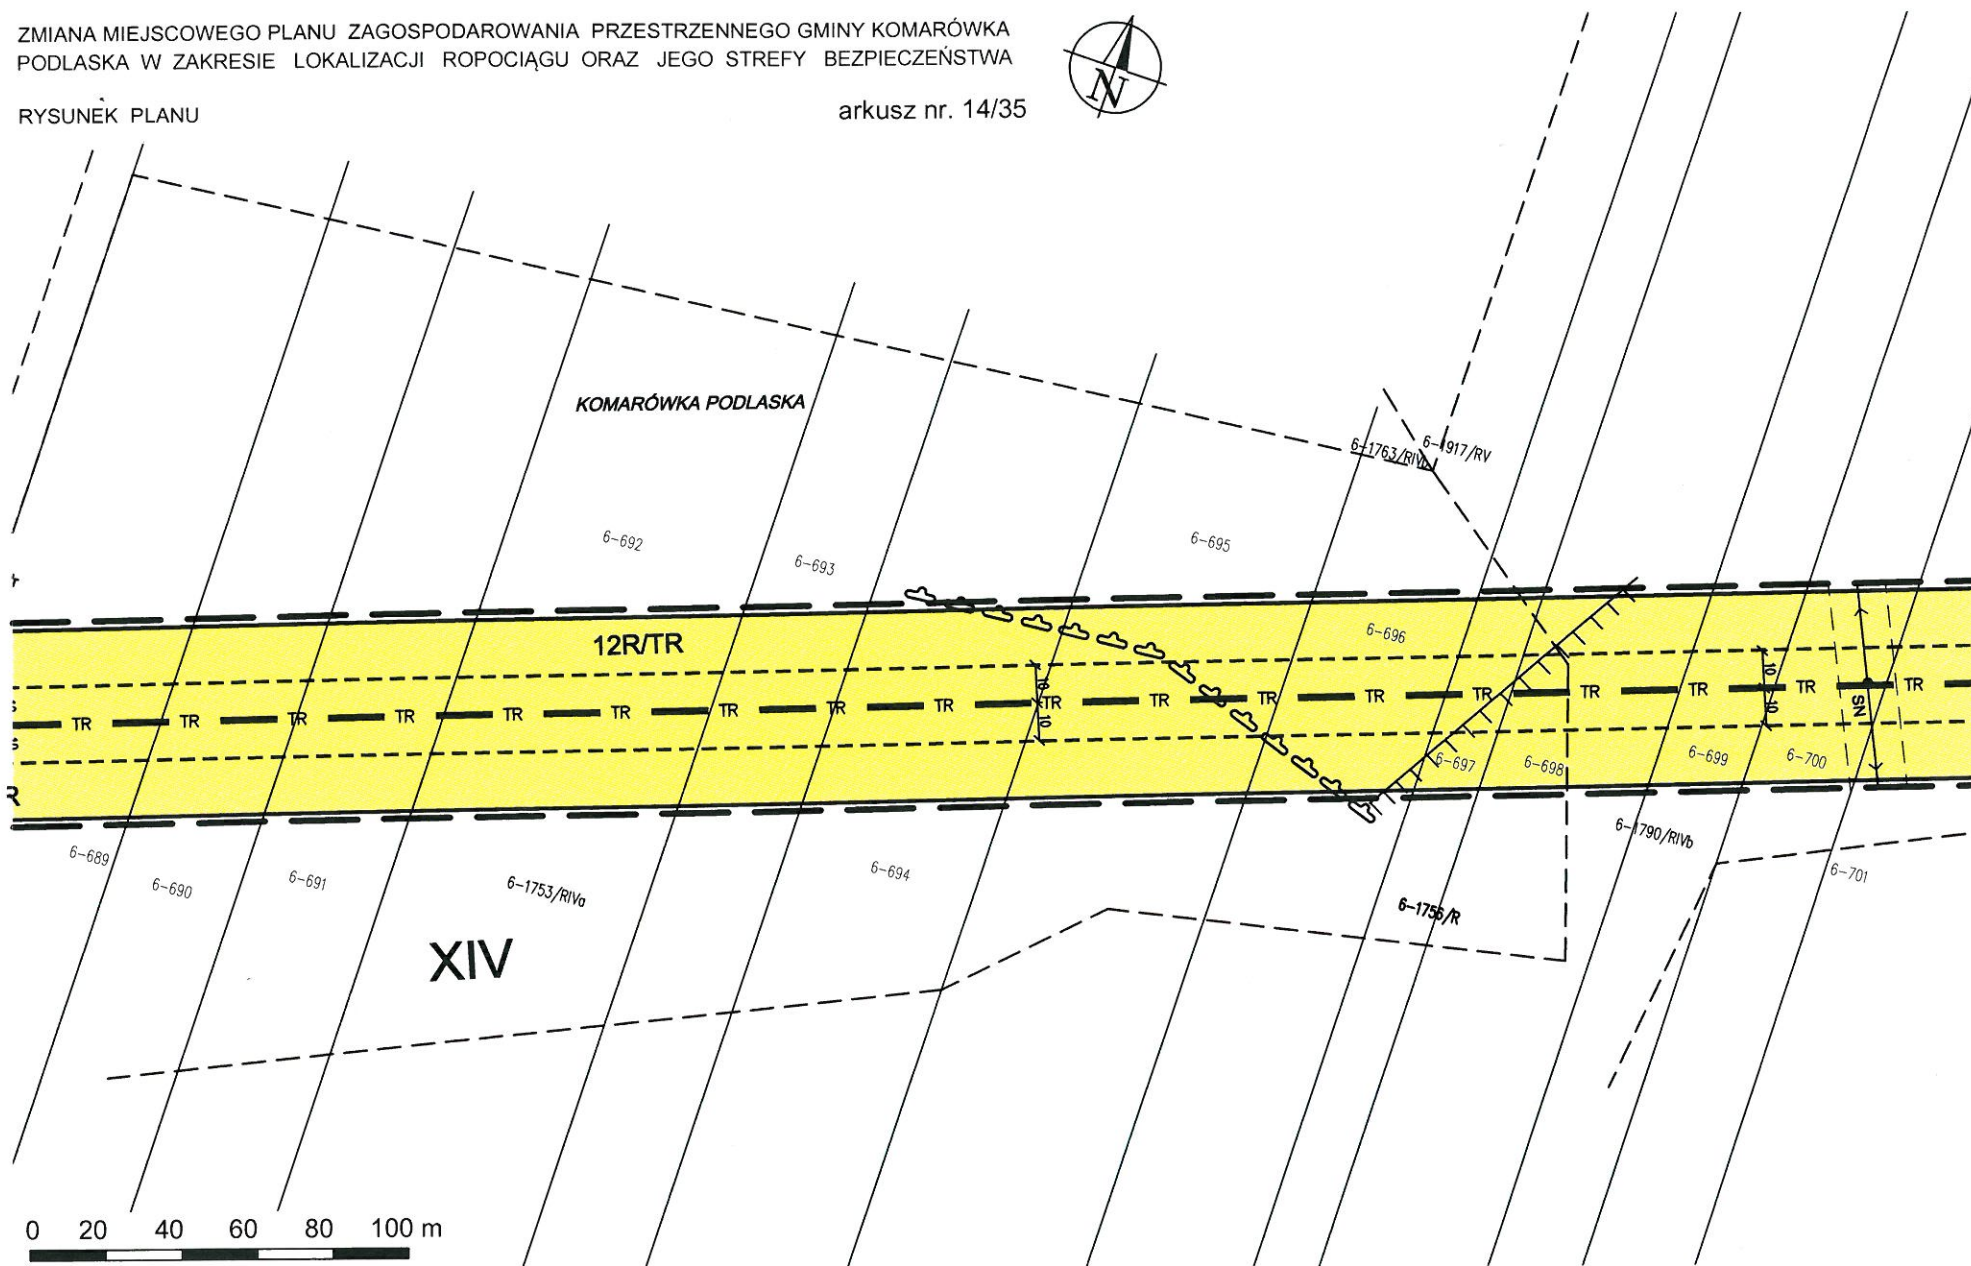 ZMIANA MIEJSCOWEGO PLANU ZAGOSPODAROWANIA PRZESTRZENNEGO GMINY KOMARÓWKA
PODLASKA W ZAKRESIE LOKALIZACJI ROPOCIĄGU ORAZ JEGO STREFY BEZPIECZEŃSTWA
N
RYSUNEK PLANU
arkusz nr. 14/35
KOMARÓWKA PODLASKA
6-1763/RIVb
6-1917/RV
6-692
6-693
6-695
12R/TR
6-696
10
10
10
10
TR TR TR TR TR TR TR TR TR TR TR TR TR TR TR TR TR TR
SN
6-697
6-698
6-699
6-700
R
6-689
6-690
6-691
6-1753/RIVa
6-694
6-1756/R
6-1790/RIVb
6-701
XIV
0 20 40 60 80 100 m